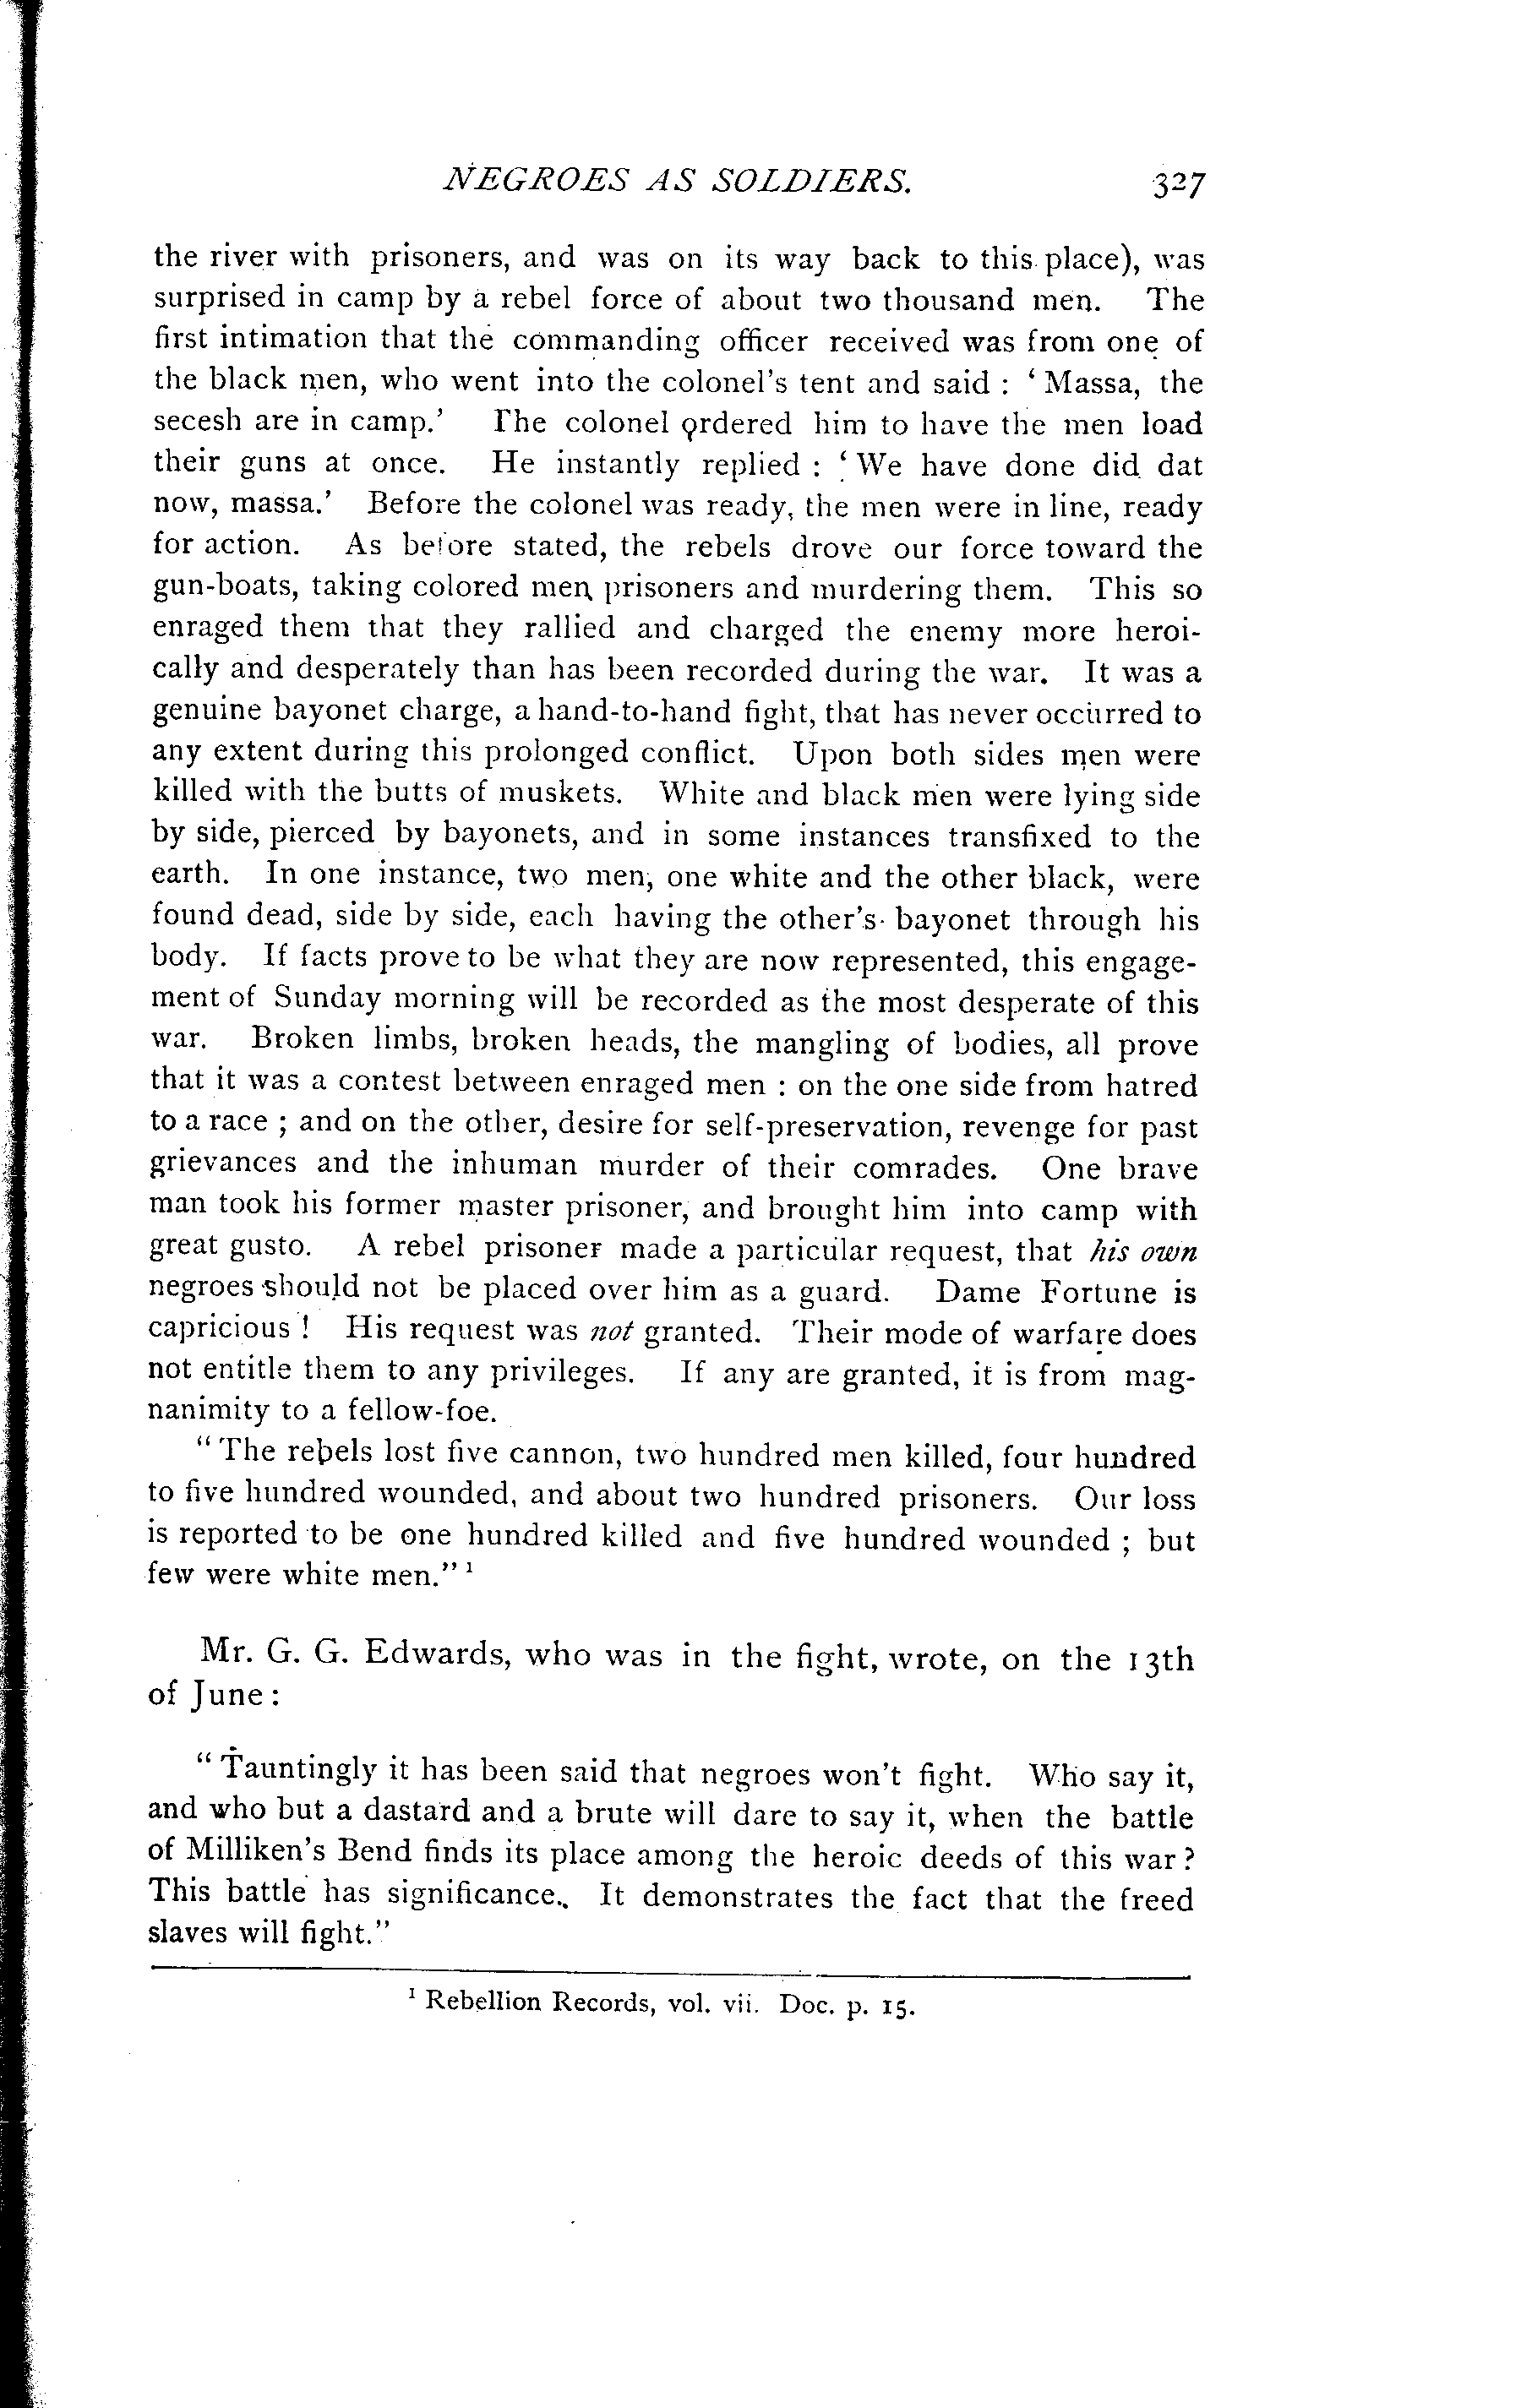 NEGROES AS SOLDIERS. 327
the river with prisoners, and was on its way back to this place), was
surprised in camp by a rebel force of about two thousand men. The
first intimation that the commanding officer received was from one of
the black men, who went into the colonel's tent and said : ‘ Massa, the
secesh are in camp.’ The colonel ordered him to have the men load
their guns at once. He instantly replied : ‘ We have done did dat
now, massa.’ Before the colonel was ready, the men were in line, ready
for action. As before stated, the rebels drove our force toward the
gun-boats, taking colored men prisoners and murdering them. This so
enraged them that they rallied and charged the enemy more heroi-
cally and desperately than has been recorded during the war. It was a
genuine bayonet charge, a hand-to-hand fight, that has never occurred to
any extent during this prolonged conflict. Upon both sides men were
killed with the butts of muskets. White and black men were lying side
by side, pierced by bayonets, and in some instances transfixed to the
earth. In one instance, two men, one white and the other black, were
found dead, side by side, each having the other's bayonet through his
body. If facts prove to be what they are now represented, this engage-
ment of Sunday morning will be recorded as the most desperate of this
war. Broken limbs, broken heads, the mangling of bodies, all prove
that it was a contest between enraged men : on the one side from hatred
to a race ; and on the other, desire for self-preservation, revenge for past
grievances and the inhuman murder of their comrades. One brave
man took his former master prisoner, and brought him into camp with
great gusto. A rebel prisoner made a particular request, that his own
negroes should not be placed over him as a guard. Dame Fortune is
capricious ! His request was not granted. Their mode of warfare does
not entitle them to any privileges. If any are granted, it is from mag-
nanimity to a fellow-foe.
“ The rebels lost five cannon, two hundred men killed, four hundred
to five hundred wounded, and about two hundred prisoners. Our loss
is reported to be one hundred killed and five hundred wounded ; but
few were white men.” ¹
Mr. G. G. Edwards, who was in the fight, wrote, on the 13th
of June :
“ Tauntingly it has been said that negroes won't fight. Who say it,
and who but a dastard and a brute will dare to say it, when the battle
of Milliken's Bend finds its place among the heroic deeds of this war ?
This battle has significance. It demonstrates the fact that the freed
slaves will fight.”
¹ Rebellion Records, vol. vii. Doc. p. 15.